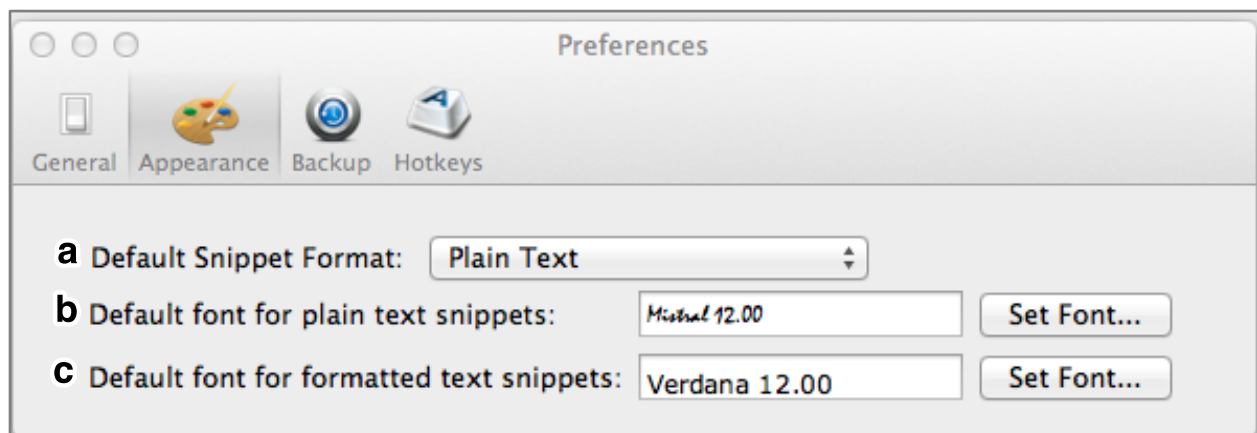 Preferences
General Appearance Backup Hotkeys
a Default Snippet Format: Plain Text
b Default font for plain text snippets: Mistral 12.00 Set Font...
c Default font for formatted text snippets: Verdana 12.00 Set Font...